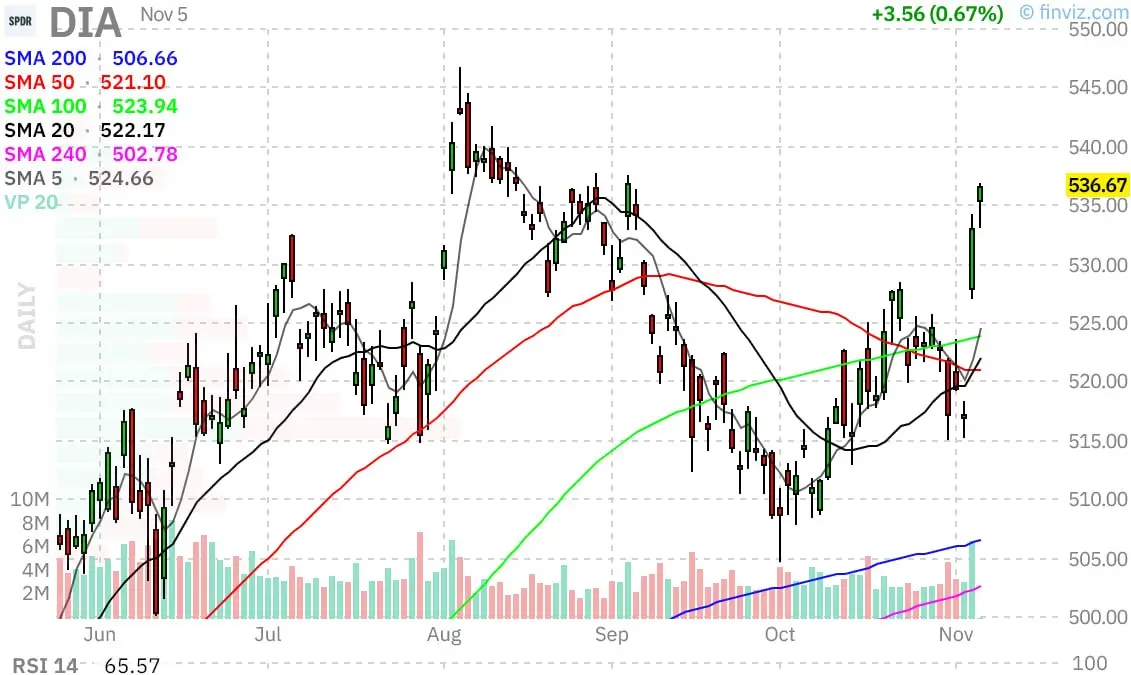 SPDR DIA Nov 5 +3.56 (0.67%) © finviz.com
SMA 200 · 506.66
SMA 50 · 521.10
SMA 100 · 523.94
SMA 20 · 522.17
SMA 240 · 502.78
SMA 5 · 524.66
VP 20
DAILY
550.00
545.00
540.00
536.67
535.00
530.00
525.00
520.00
515.00
510.00
505.00
500.00
10M
8M
6M
4M
2M
Jun Jul Aug Sep Oct Nov
RSI 14 65.57 100